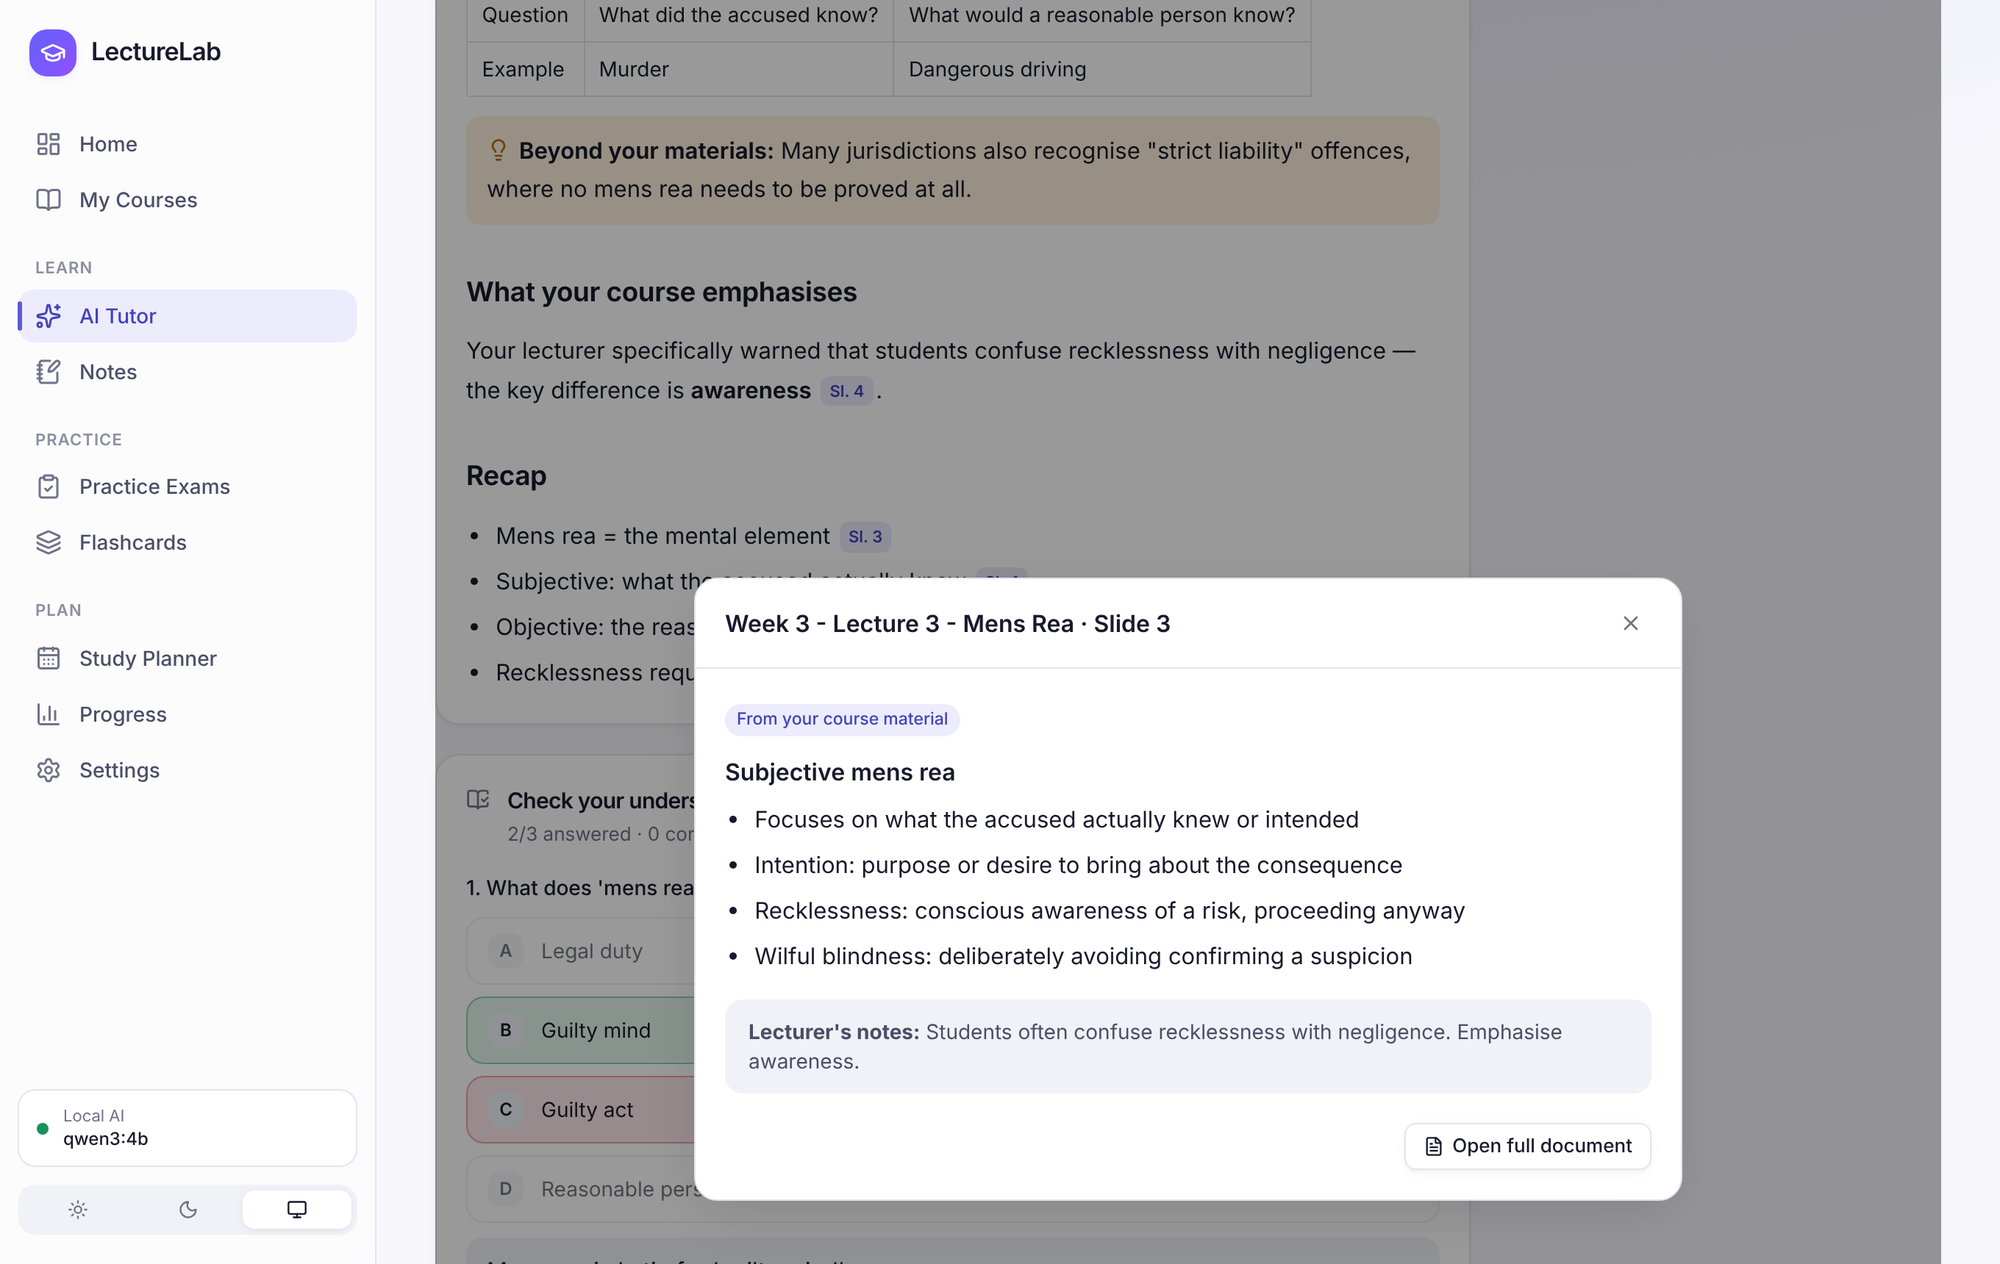 LectureLab
Home
My Courses
LEARN
AI Tutor
Notes
PRACTICE
Practice Exams
Flashcards
PLAN
Study Planner
Progress
Settings
Local AI
qwen3:4b
Question What did the accused know? What would a reasonable person know?
Example Murder Dangerous driving
Beyond your materials: Many jurisdictions also recognise "strict liability" offences,
where no mens rea needs to be proved at all.
What your course emphasises
Your lecturer specifically warned that students confuse recklessness with negligence —
the key difference is awareness Sl. 4 .
Recap
• Mens rea = the mental element Sl. 3
• Subjective: what the accused actually know
• Objective: the reas
• Recklessness requ
Check your unders
2/3 answered · 0 cor
1. What does 'mens rea
A Legal duty
B Guilty mind
C Guilty act
D Reasonable pers
Week 3 - Lecture 3 - Mens Rea · Slide 3
From your course material
Subjective mens rea
• Focuses on what the accused actually knew or intended
• Intention: purpose or desire to bring about the consequence
• Recklessness: conscious awareness of a risk, proceeding anyway
• Wilful blindness: deliberately avoiding confirming a suspicion
Lecturer's notes: Students often confuse recklessness with negligence. Emphasise
awareness.
Open full document